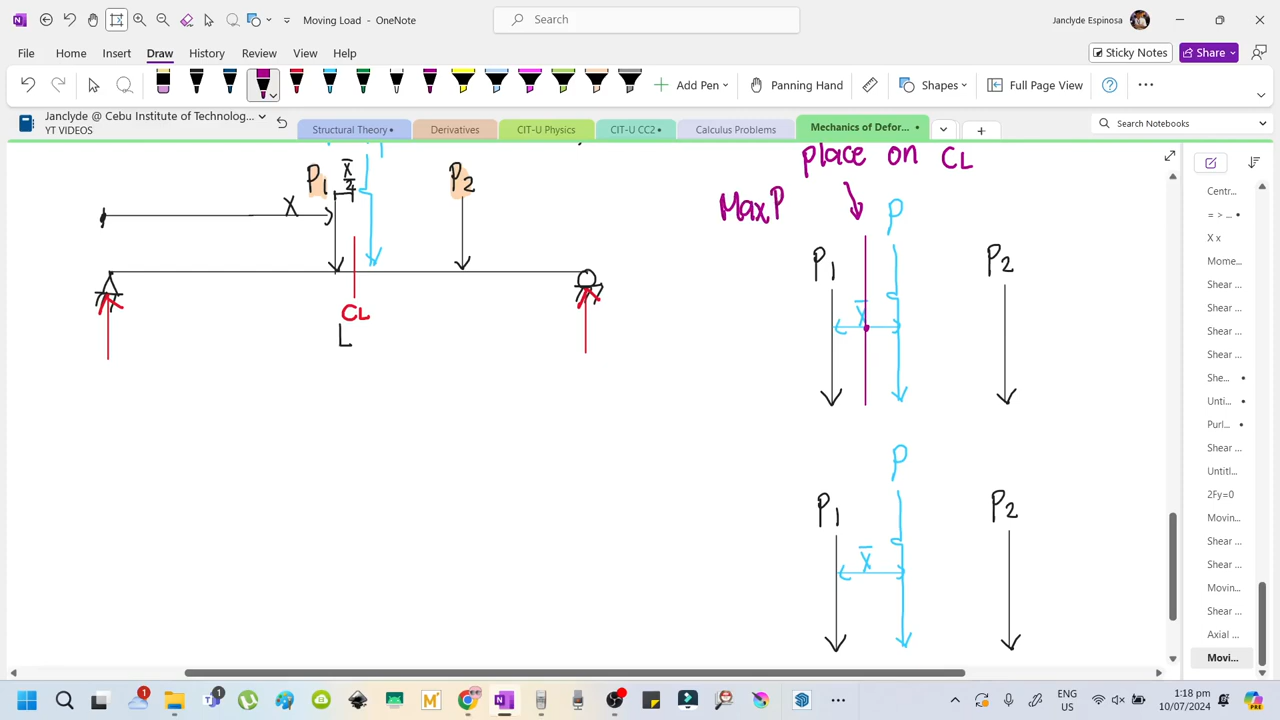 Moving Load - OneNote
Search
Janclyde Espinosa
File Home Insert Draw History Review View Help
Sticky Notes
Share
Add Pen
Panning Hand
Shapes
Full Page View
Janclyde @ Cebu Institute of Technolog...
YT VIDEOS
Structural Theory
Derivatives
CIT-U Physics
CIT-U CC2
Calculus Problems
Mechanics of Defor...
Search Notebooks
place on CL
Max P
P1
X̄/2
P2
X
CL
L
P
P1
X̄
P2
P
P1
X̄
P2
Centr...
= > ...
X x
Mome...
Shear ...
Shear ...
Shear ...
Shear ...
She...
Unti...
Pur...
Shear ...
Untitl...
2Fy=0
Movin...
Shear ...
Shear ...
Movin...
Shear ...
Axial ...
Movi...
ENG
US
1:18 pm
10/07/2024